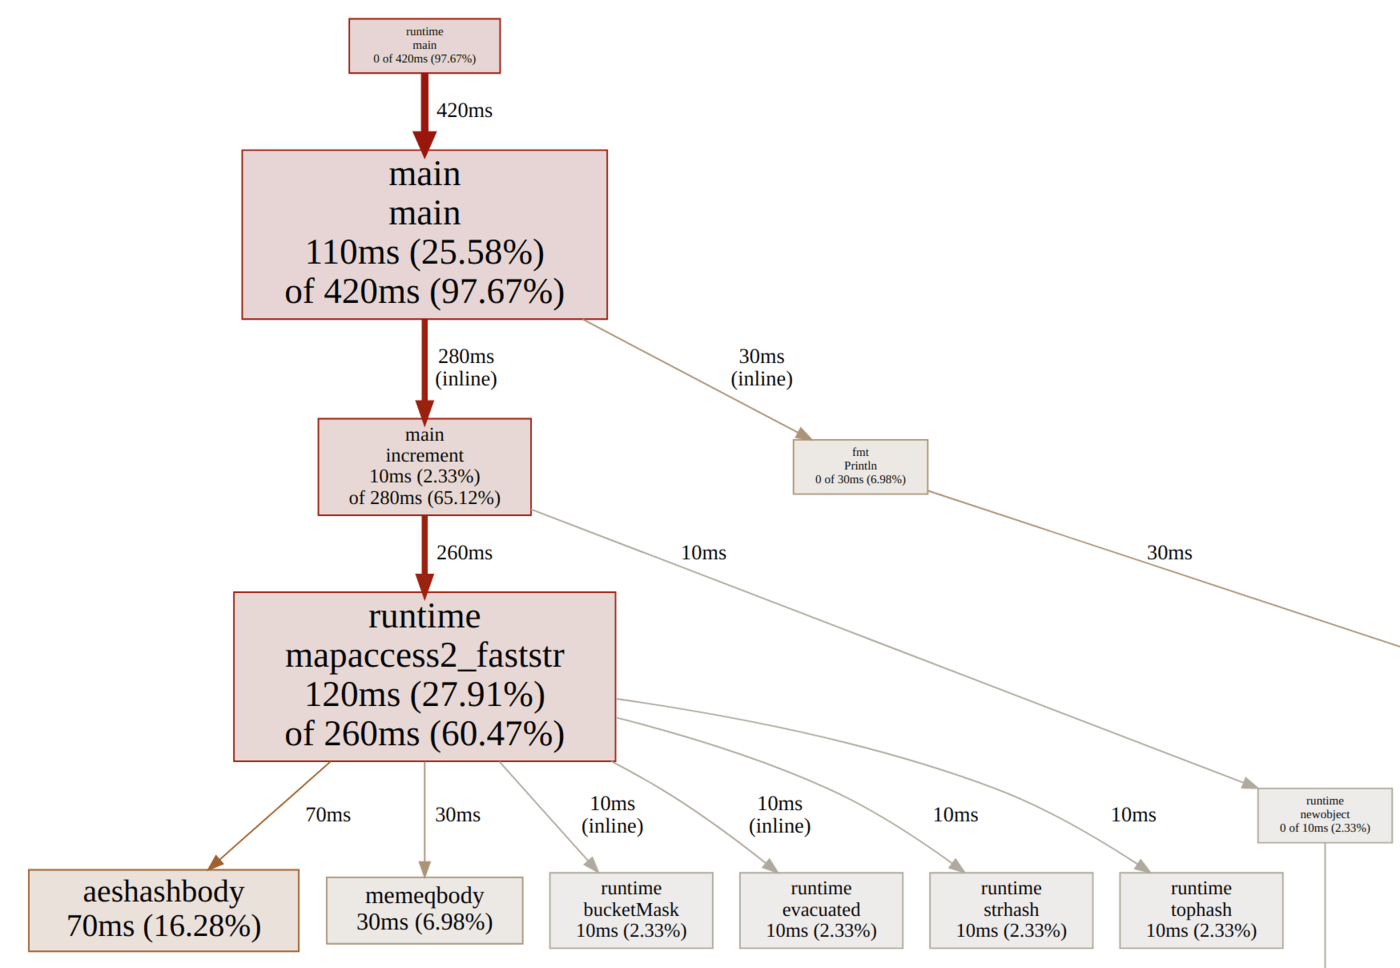 runtime
main
0 of 420ms (97.67%)
420ms
main
main
110ms (25.58%)
of 420ms (97.67%)
280ms
(inline)
30ms
(inline)
main
increment
10ms (2.33%)
of 280ms (65.12%)
fmt
Println
0 of 30ms (6.98%)
260ms
10ms
30ms
runtime
mapaccess2_faststr
120ms (27.91%)
of 260ms (60.47%)
70ms
30ms
10ms
(inline)
10ms
(inline)
10ms
10ms
runtime
newobject
0 of 10ms (2.33%)
aeshashbody
70ms (16.28%)
memeqbody
30ms (6.98%)
runtime
bucketMask
10ms (2.33%)
runtime
evacuated
10ms (2.33%)
runtime
strhash
10ms (2.33%)
runtime
tophash
10ms (2.33%)